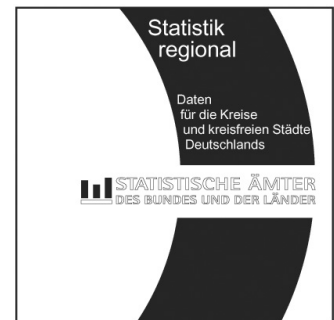 Statistik
regional
Daten
für die Kreise
und kreisfreien Städte
Deutschlands
STATISTISCHE ÄMTER
DES BUNDES UND DER LÄNDER